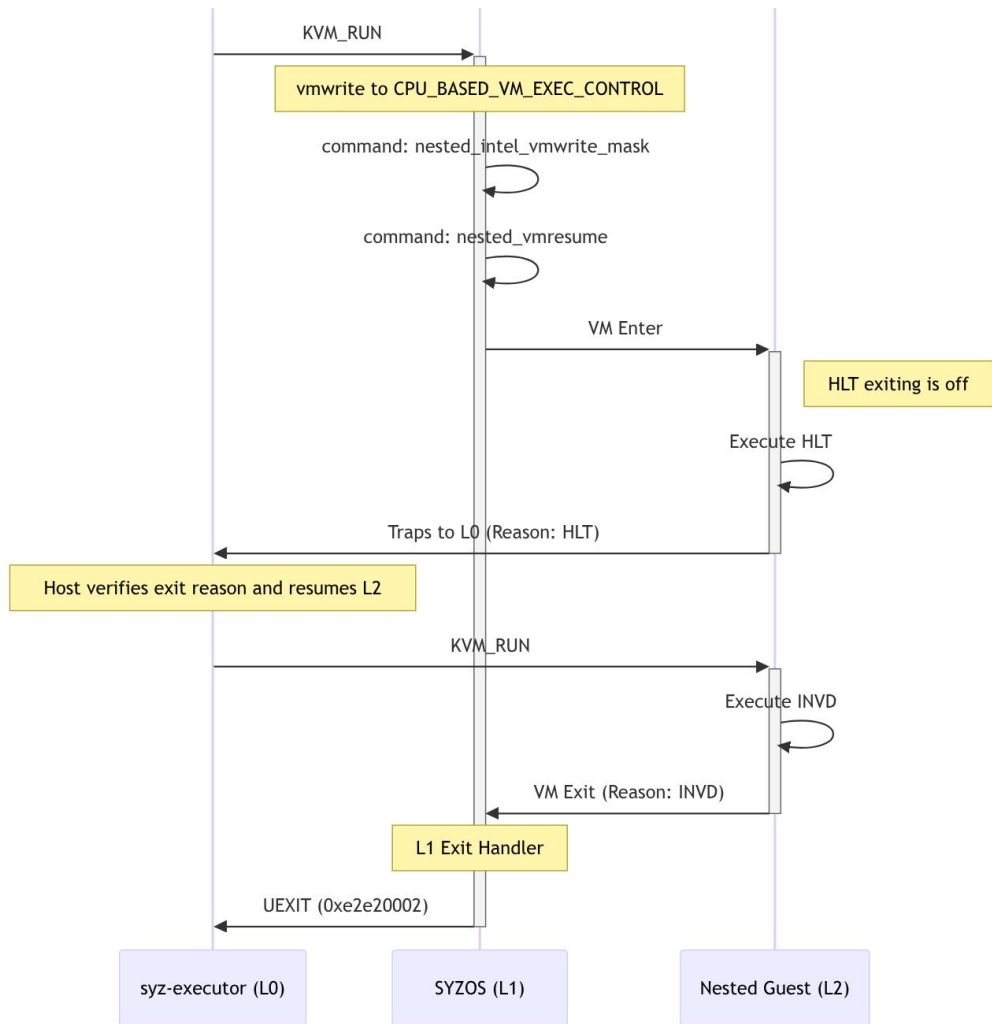 KVM_RUN
vmwrite to CPU_BASED_VM_EXEC_CONTROL
command: nested_intel_vmwrite_mask
command: nested_vmresume
VM Enter
HLT exiting is off
Execute HLT
Traps to L0 (Reason: HLT)
Host verifies exit reason and resumes L2
KVM_RUN
Execute INVD
VM Exit (Reason: INVD)
L1 Exit Handler
UEXIT (0xe2e20002)
syz-executor (L0)
SYZOS (L1)
Nested Guest (L2)